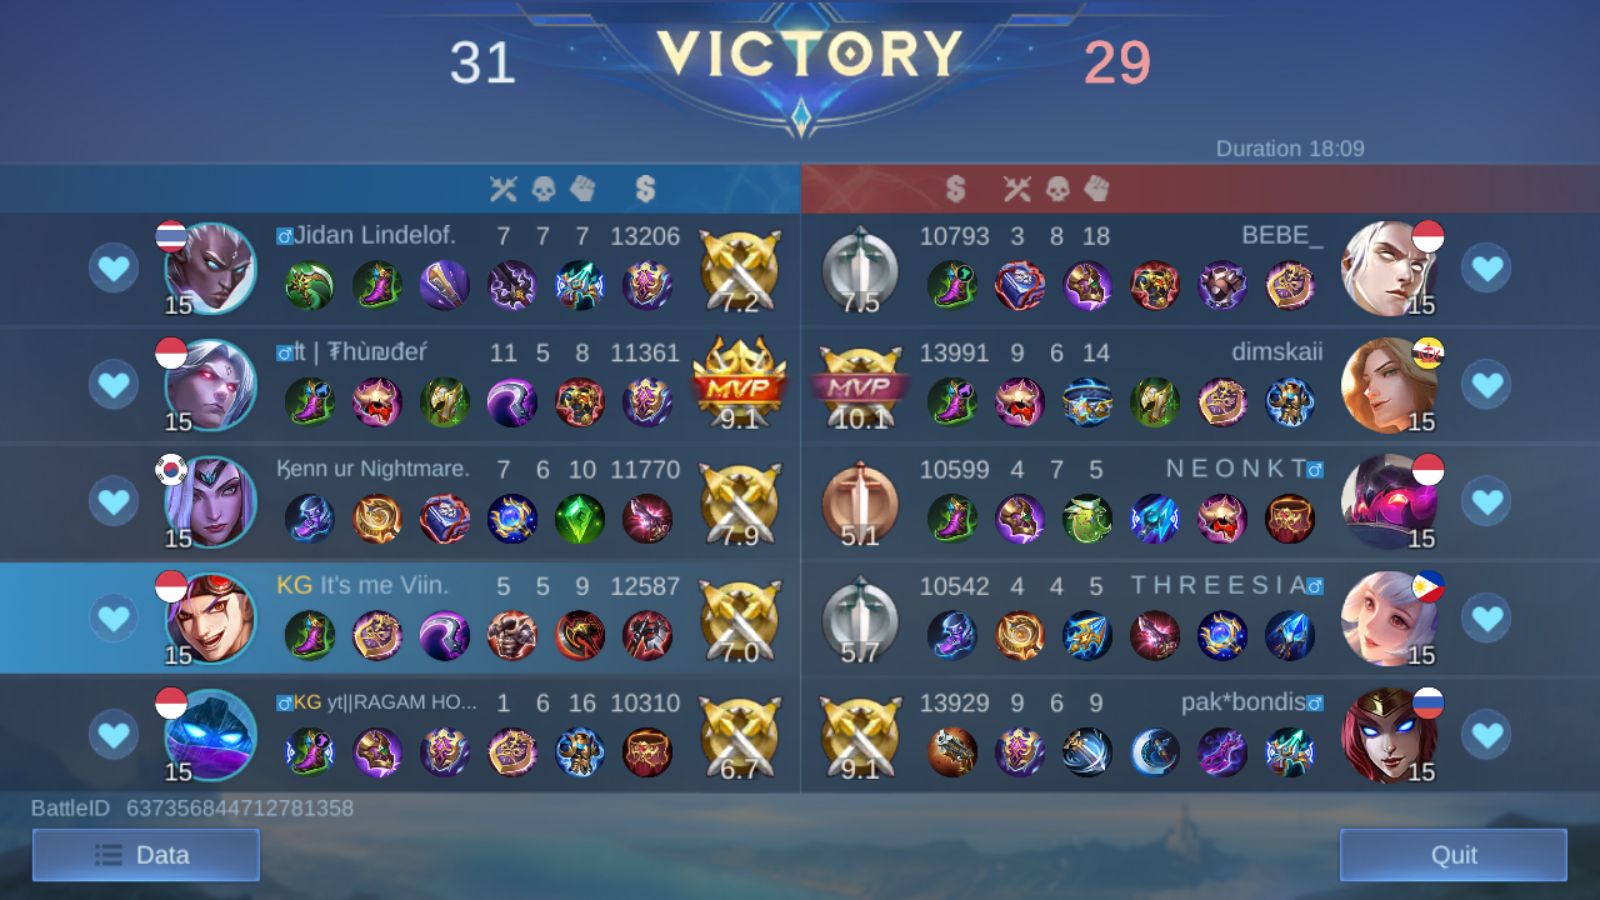 VICTORY
31
29
Duration 18:09
Jidan Lindelof. 7 7 7 13206
15 7.2
10793 3 8 18 BEBE_
7.5 15
11 5 8 11361
MVP
15 9.1
13991 9 6 14 dimskaii
MVP
10.1 15
Ӄenn ur Nightmare. 7 6 10 11770
15 7.9
10599 4 7 5 N E O N K T
5.1 15
KG It's me Viin. 5 5 9 12587
15 7.0
10542 4 4 5 T H R E E S I A
5.7 15
KG yt||RAGAM HO... 1 6 16 10310
15 6.7
13929 9 6 9 pak*bondis
9.1 15
BattleID 637356844712781358
Data
Quit